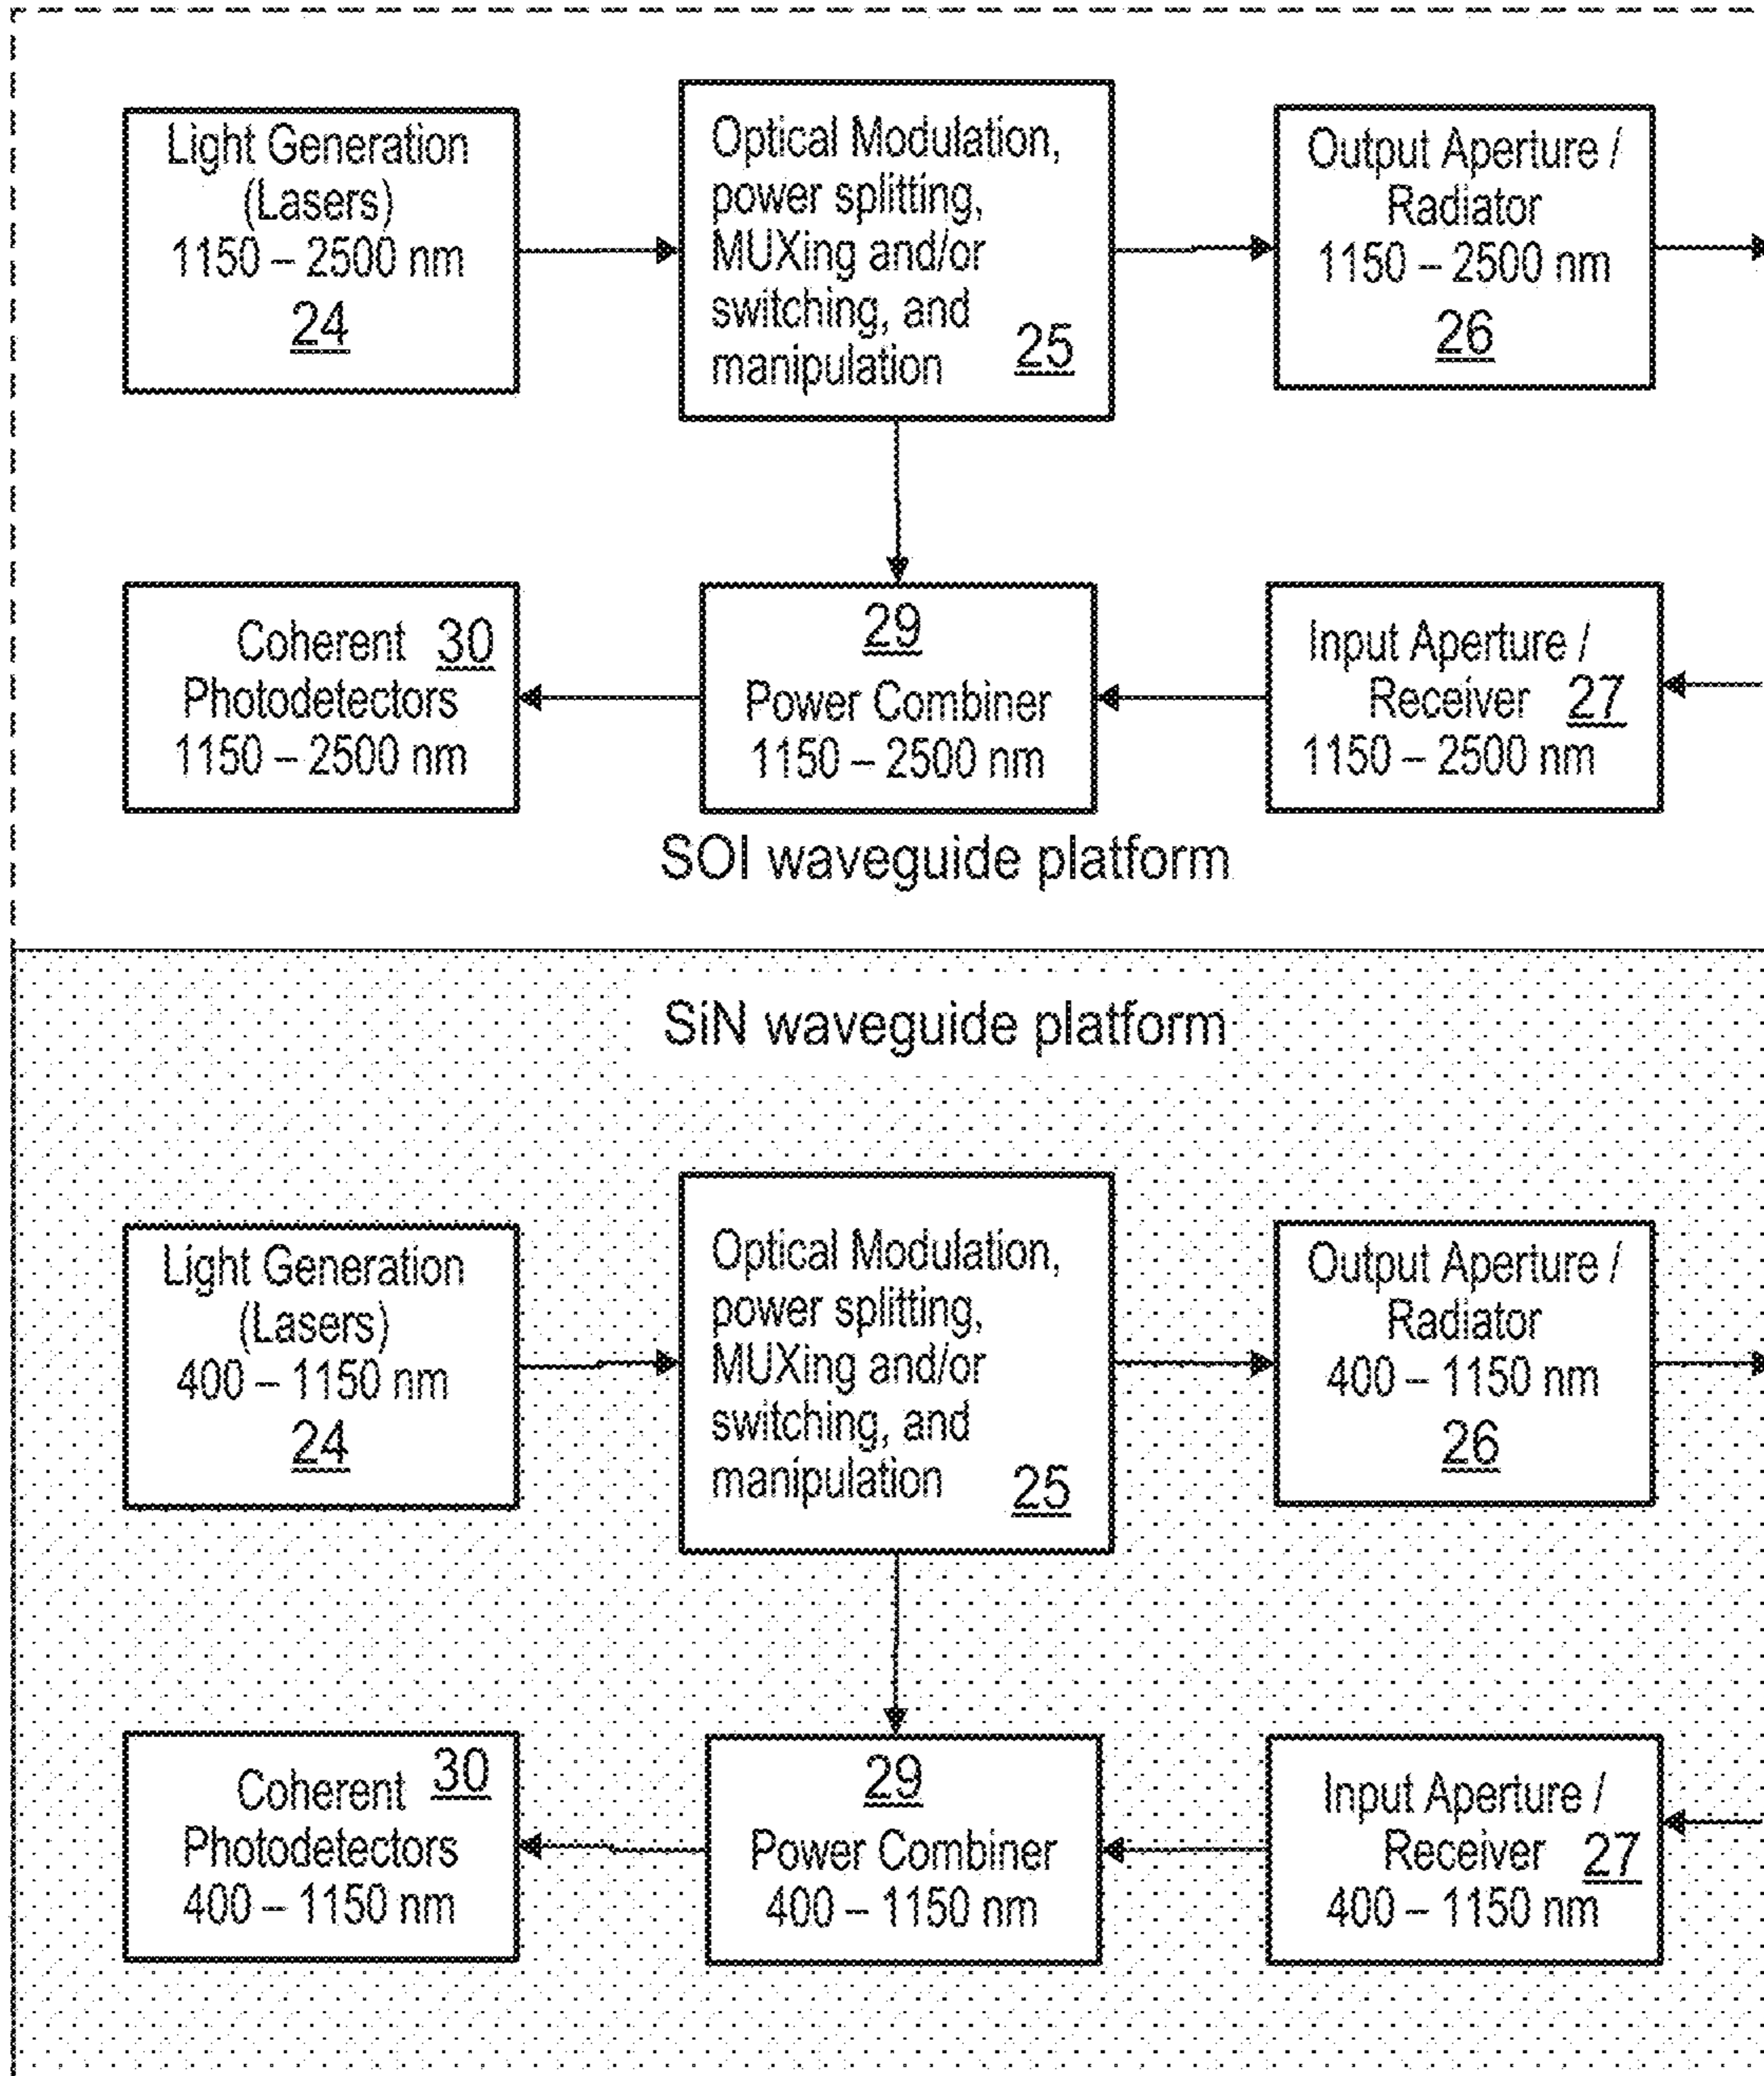 Light Generation
(Lasers)
1150 – 2500 nm
24
Optical Modulation,
power splitting,
MUXing and/or
switching, and
manipulation
25
Output Aperture /
Radiator
1150 – 2500 nm
26
Coherent 30
Photodetectors
1150 – 2500 nm
29
Power Combiner
1150 – 2500 nm
Input Aperture /
Receiver 27
1150 – 2500 nm
SOI waveguide platform
SiN waveguide platform
Light Generation
(Lasers)
400 – 1150 nm
24
Optical Modulation,
power splitting,
MUXing and/or
switching, and
manipulation
25
Output Aperture /
Radiator
400 – 1150 nm
26
Coherent 30
Photodetectors
400 – 1150 nm
29
Power Combiner
400 – 1150 nm
Input Aperture /
Receiver 27
400 – 1150 nm